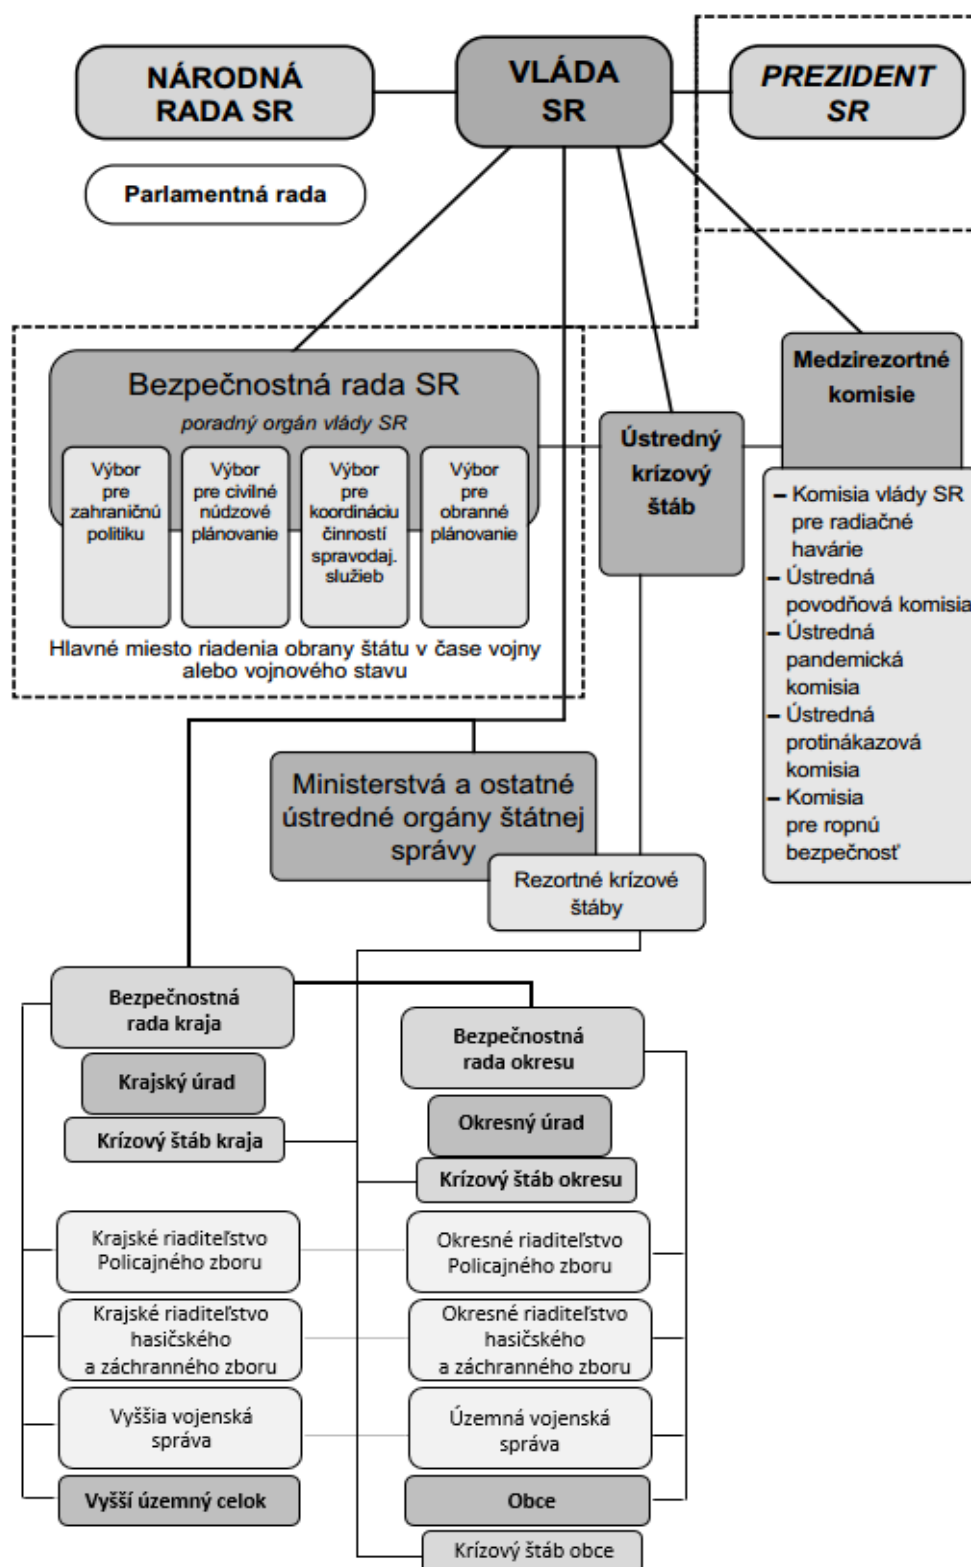 NÁRODNÁ
RADA SR
VLÁDA
SR
PREZIDENT
SR
Parlamentná rada
Bezpečnostná rada SR
poradný orgán vlády SR
Výbor
pre
zahraničnú
politiku
Výbor
pre civilné
núdzové
plánovanie
Výbor
pre
koordináciu
činností
spravodaj.
služieb
Výbor
pre
obranné
plánovanie
Hlavné miesto riadenia obrany štátu v čase vojny
alebo vojnového stavu
Ústredný
krízový
štáb
Medzirezortné
komisie
– Komisia vlády SR
pre radiačné
havárie
– Ústredná
povodňová komisia
– Ústredná
pandemická
komisia
– Ústredná
protinákazová
komisia
– Komisia
pre ropnú
bezpečnosť
Ministerstvá a ostatné
ústredné orgány štátnej
správy
Rezortné krízové
štáby
Bezpečnostná
rada kraja
Krajský úrad
Krízový štáb kraja
Bezpečnostná
rada okresu
Okresný úrad
Krízový štáb okresu
Krajské riaditeľstvo
Policajného zboru
Okresné riaditeľstvo
Policajného zboru
Krajské riaditeľstvo
hasičského
a záchranného zboru
Okresné riaditeľstvo
hasičského
a záchranného zboru
Vyššia vojenská
správa
Územná vojenská
správa
Vyšší územný celok
Obce
Krízový štáb obce